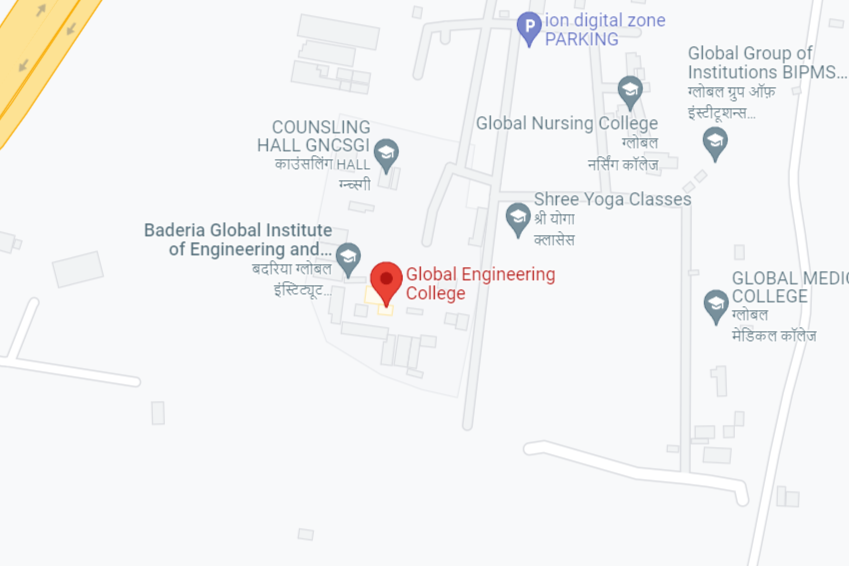 ion digital zone
PARKING
Global Group of
Institutions BIPMS...
ग्लोबल ग्रुप ऑफ़
इंस्टीटूशन्स...
Global Nursing College
ग्लोबल
नर्सिंग कॉलेज
COUNSLING
HALL GNCSGI
काउंसलिंग HALL
ग्न्क्स्गी
Shree Yoga Classes
श्री योगा
क्लासेस
Baderia Global Institute
of Engineering and...
बदरिया ग्लोबल
इंस्टिट्यूट...
Global Engineering
College
GLOBAL MEDIC
COLLEGE
ग्लोबल
मेडिकल कॉलेज
P